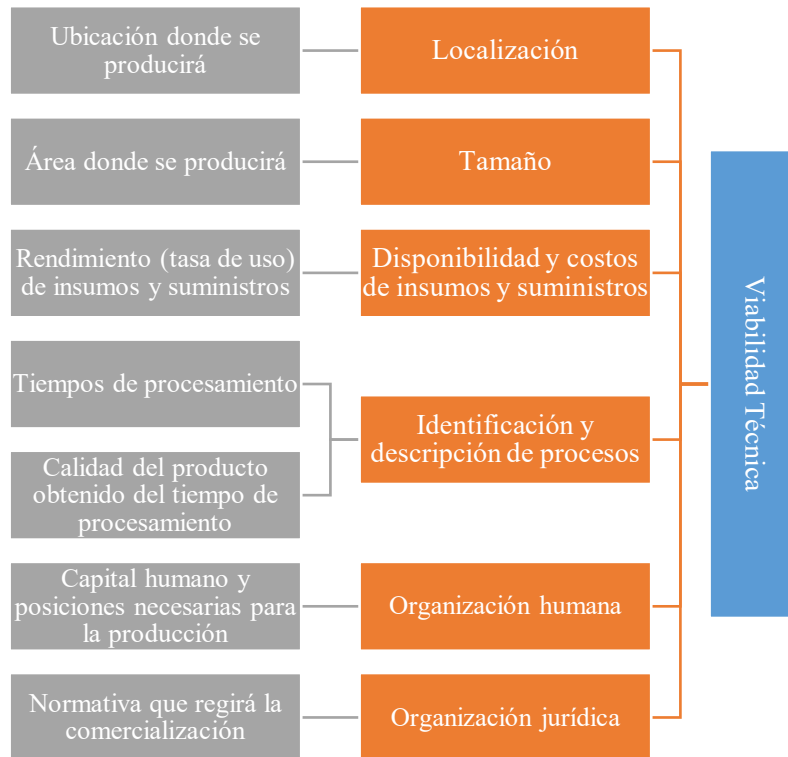 Ubicación donde se
producirá
Localización
Área donde se producirá
Tamaño
Rendimiento (tasa de uso)
de insumos y suministros
Disponibilidad y costos
de insumos y suministros
Tiempos de procesamiento
Calidad del producto
obtenido del tiempo de
procesamiento
Identificación y
descripción de procesos
Capital humano y
posiciones necesarias para
la producción
Organización humana
Normativa que regirá la
comercialización
Organización jurídica
Viabilidad Técnica